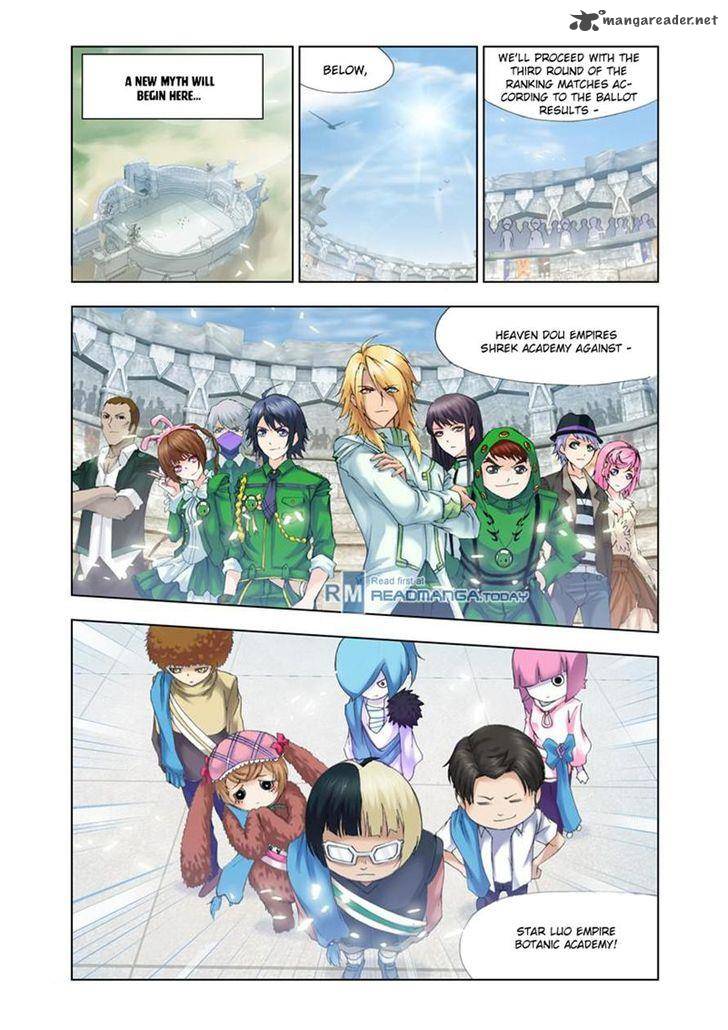 mangareader.net
A NEW MYTH WILL
BEGIN HERE...
BELOW,
WE'LL PROCEED WITH THE
THIRD ROUND OF THE
RANKING MATCHES AC-
CORDING TO THE BALLOT
RESULTS -
HEAVEN DOU EMPIRES
SHREK ACADEMY AGAINST -
RM Read first at
READMANGA.TODAY
STAR LUO EMPIRE
BOTANIC ACADEMY!